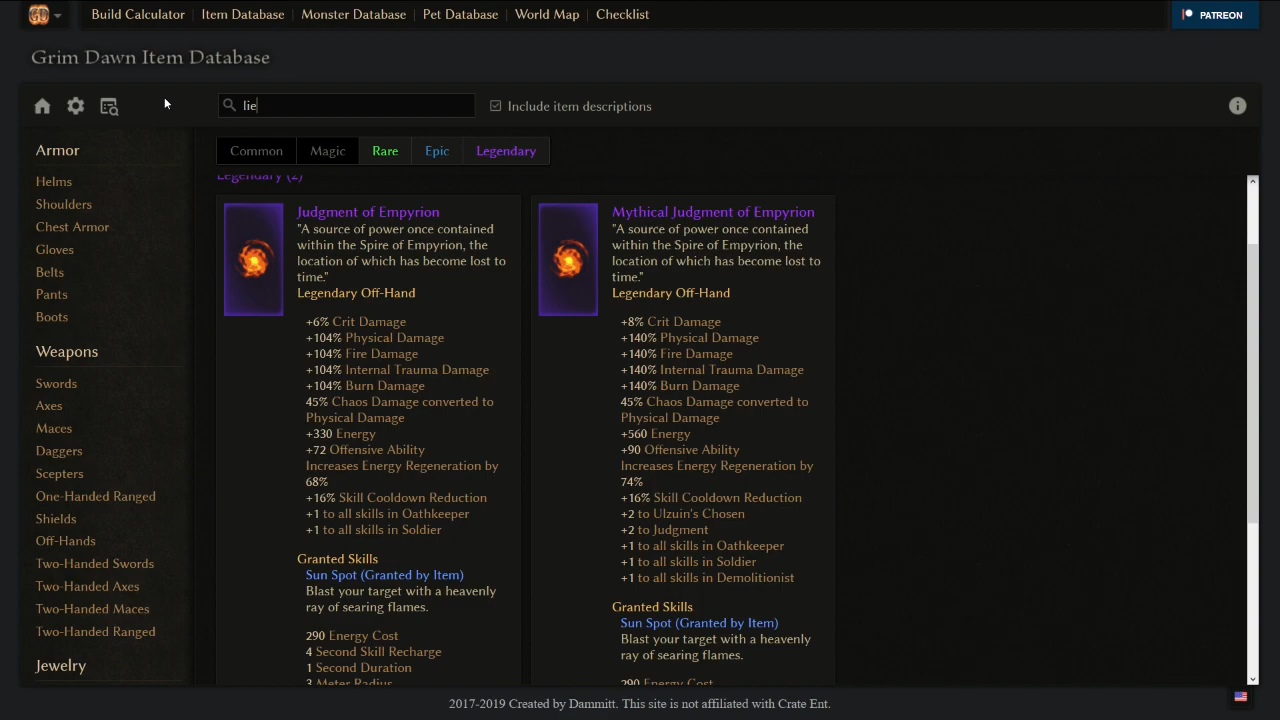 Build Calculator Item Database Monster Database Pet Database World Map Checklist PATREON
Grim Dawn Item Database
lie Include item descriptions
Armor
Helms
Shoulders
Chest Armor
Gloves
Belts
Pants
Boots
Weapons
Swords
Axes
Maces
Daggers
Scepters
One-Handed Ranged
Shields
Off-Hands
Two-Handed Swords
Two-Handed Axes
Two-Handed Maces
Two-Handed Ranged
Jewelry
Common Magic Rare Epic Legendary
Legendary (2)
Judgment of Empyrion
"A source of power once contained
within the Spire of Empyrion, the
location of which has become lost to
time."
Legendary Off-Hand
+6% Crit Damage
+104% Physical Damage
+104% Fire Damage
+104% Internal Trauma Damage
+104% Burn Damage
45% Chaos Damage converted to
Physical Damage
+330 Energy
+72 Offensive Ability
Increases Energy Regeneration by
68%
+16% Skill Cooldown Reduction
+1 to all skills in Oathkeeper
+1 to all skills in Soldier
Granted Skills
Sun Spot (Granted by Item)
Blast your target with a heavenly
ray of searing flames.
290 Energy Cost
4 Second Skill Recharge
1 Second Duration
3 Meter Radius
Mythical Judgment of Empyrion
"A source of power once contained
within the Spire of Empyrion, the
location of which has become lost to
time."
Legendary Off-Hand
+8% Crit Damage
+140% Physical Damage
+140% Fire Damage
+140% Internal Trauma Damage
+140% Burn Damage
45% Chaos Damage converted to
Physical Damage
+560 Energy
+90 Offensive Ability
Increases Energy Regeneration by
74%
+16% Skill Cooldown Reduction
+2 to Ulzuin's Chosen
+2 to Judgment
+1 to all skills in Oathkeeper
+1 to all skills in Soldier
+1 to all skills in Demolitionist
Granted Skills
Sun Spot (Granted by Item)
Blast your target with a heavenly
ray of searing flames.
290 Energy Cost
2017-2019 Created by Dammitt. This site is not affiliated with Crate Ent.